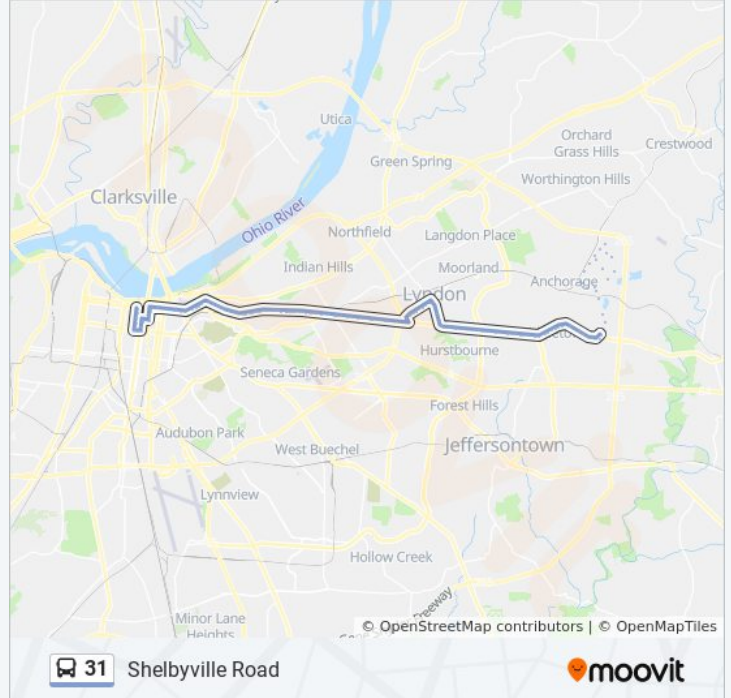 Utica
Orchard
Grass Hills
Crestwood
Green Spring
Worthington Hills
Clarksville
Ohio River
Northfield
Langdon Place
Indian Hills
Moorland
Anchorage
Lyndon
Hurstbourne
Seneca Gardens
Forest Hills
Audubon Park
West Buechel
Jeffersontown
Lynnview
Hollow Creek
Minor Lane
Heights
© OpenStreetMap contributors | © OpenMapTiles
31 Shelbyville Road
moovit